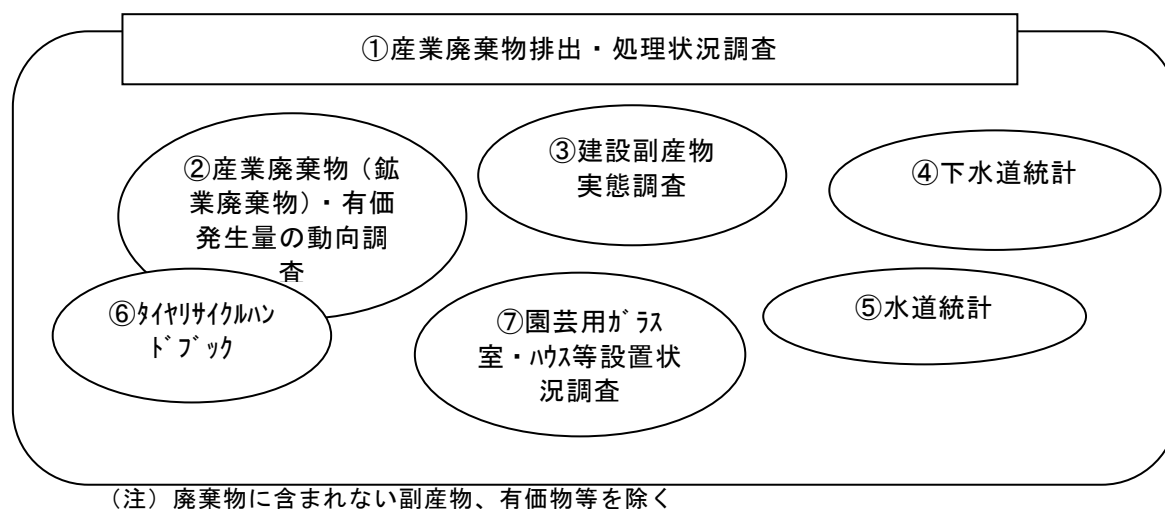 ①産業廃棄物排出・処理状況調査
②産業廃棄物（鉱
業廃棄物）・有価
発生量の動向調
査
③建設副産物
実態調査
④下水道統計
⑥ﾀｲﾔﾘｻｲｸﾙﾊﾝ
ﾄﾞﾌﾞｯｸ
⑦園芸用ｶﾞﾗｽ
室・ﾊｳｽ等設置状
況調査
⑤水道統計
（注）廃棄物に含まれない副産物、有価物等を除く